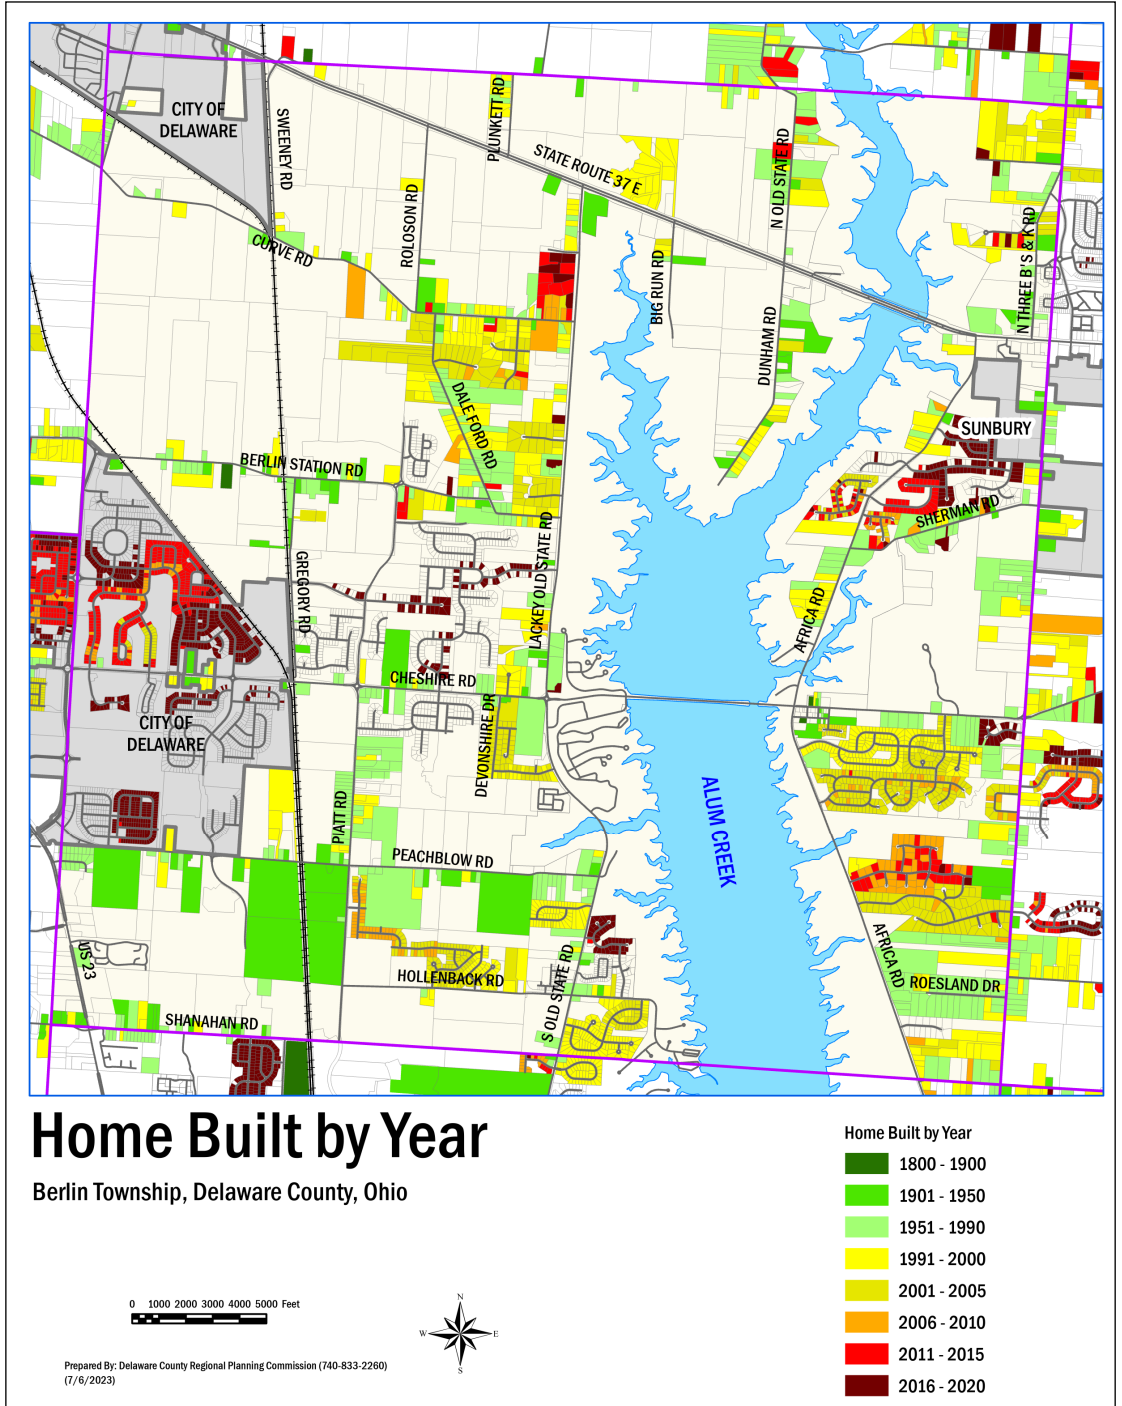 CITY OF
DELAWARE
SWEENEY RD
PLUNKETT RD
STATE ROUTE 37 E
N OLD STATE RD
ROLOSON RD
CURVE RD
BIG RUN RD
N THREE B'S & K RD
DUNHAM RD
DALE FORD RD
SUNBURY
BERLIN STATION RD
SHERMAN RD
LACKEY OLD STATE RD
GREGORY RD
AFRICA RD
CHESHIRE RD
CITY OF
DELAWARE
DEVONSHIRE DR
ALUM CREEK
PIATT RD
PEACHBLOW RD
US 23
HOLLENBACK RD
S OLD STATE RD
AFRICA RD
ROESLAND DR
SHANAHAN RD
Home Built by Year
Berlin Township, Delaware County, Ohio
Home Built by Year
1800 - 1900
1901 - 1950
1951 - 1990
1991 - 2000
2001 - 2005
2006 - 2010
2011 - 2015
2016 - 2020
0 1000 2000 3000 4000 5000 Feet
N
W E
S
Prepared By: Delaware County Regional Planning Commission (740-833-2260)
(7/6/2023)